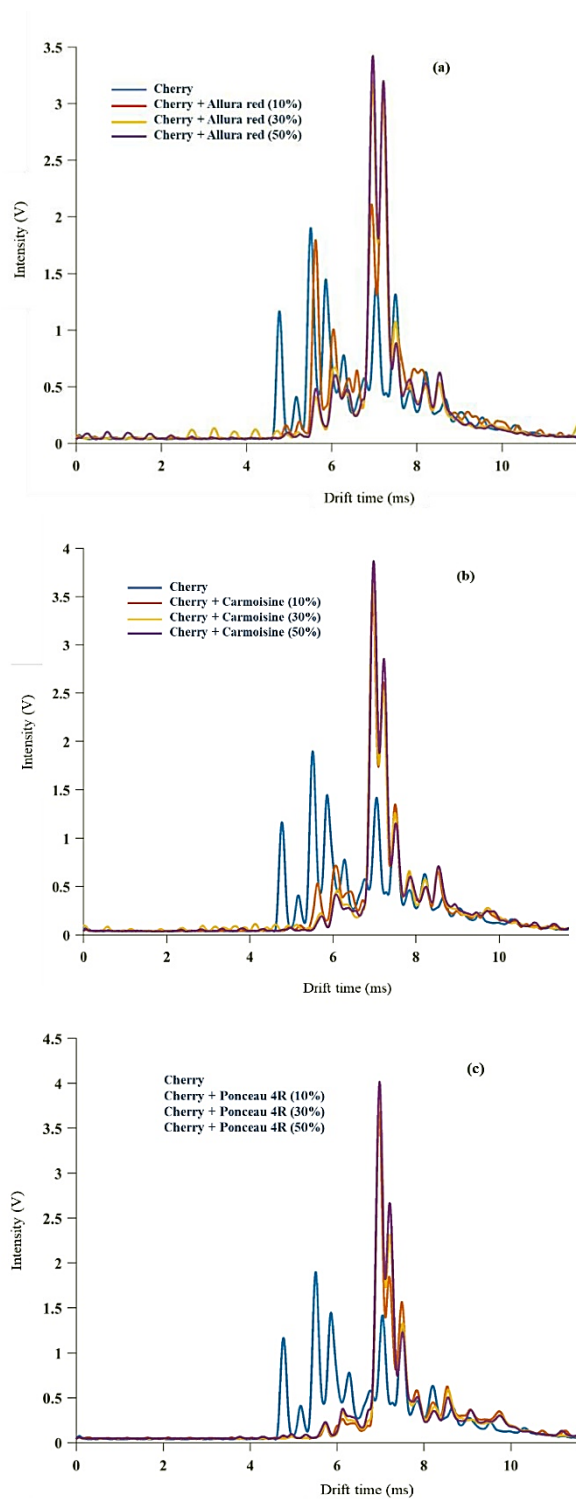 3.5
(a)
Cherry
Cherry + Allura red (10%)
Cherry + Allura red (30%)
Cherry + Allura red (50%)
3
2.5
2
1.5
1
0.5
0
Intensity (V)
0 2 4 6 8 10
Drift time (ms)
4
(b)
Cherry
Cherry + Carmoisine (10%)
Cherry + Carmoisine (30%)
Cherry + Carmoisine (50%)
3.5
3
2.5
2
1.5
1
0.5
0
Intensity (V)
0 2 4 6 8 10
Drift time (ms)
4.5
(c)
Cherry
Cherry + Ponceau 4R (10%)
Cherry + Ponceau 4R (30%)
Cherry + Ponceau 4R (50%)
4
3.5
3
2.5
2
1.5
1
0.5
0
Intensity (V)
0 2 4 6 8 10
Drift time (ms)